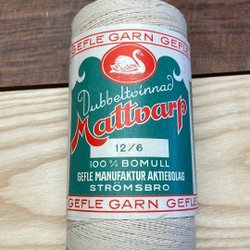 GEFLE GARN GEFLE
Dubbeltvinnad
Mattvarp
12/6
100% BOMULL
GEFLE MANUFAKTUR AKTIEBOLAG
STRÖMSBRO
GEFLE GARN GEFLE